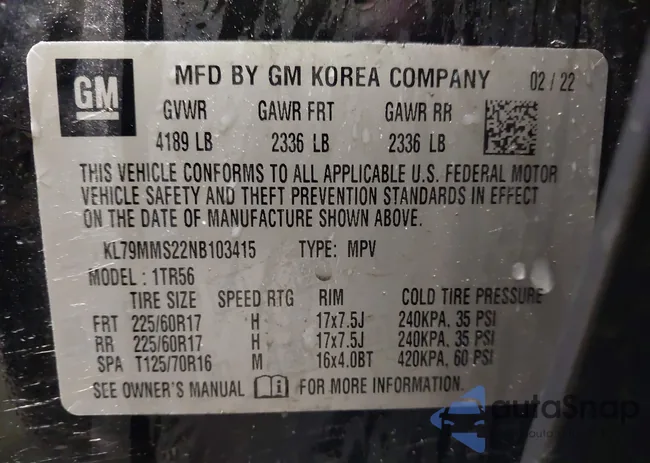 GM
MFD BY GM KOREA COMPANY 02 / 22
GVWR GAWR FRT GAWR RR
4189 LB 2336 LB 2336 LB
THIS VEHICLE CONFORMS TO ALL APPLICABLE U.S. FEDERAL MOTOR
VEHICLE SAFETY AND THEFT PREVENTION STANDARDS IN EFFECT
ON THE DATE OF MANUFACTURE SHOWN ABOVE.
KL79MMS22NB103415 TYPE: MPV
MODEL : 1TR56
TIRE SIZE SPEED RTG RIM COLD TIRE PRESSURE
FRT 225/60R17 H 17x7.5J 240KPA, 35 PSI
RR 225/60R17 H 17x7.5J 240KPA, 35 PSI
SPA T125/70R16 M 16x4.0BT 420KPA, 60 PSI
SEE OWNER'S MANUAL FOR MORE INFORMATION.
autoSnap